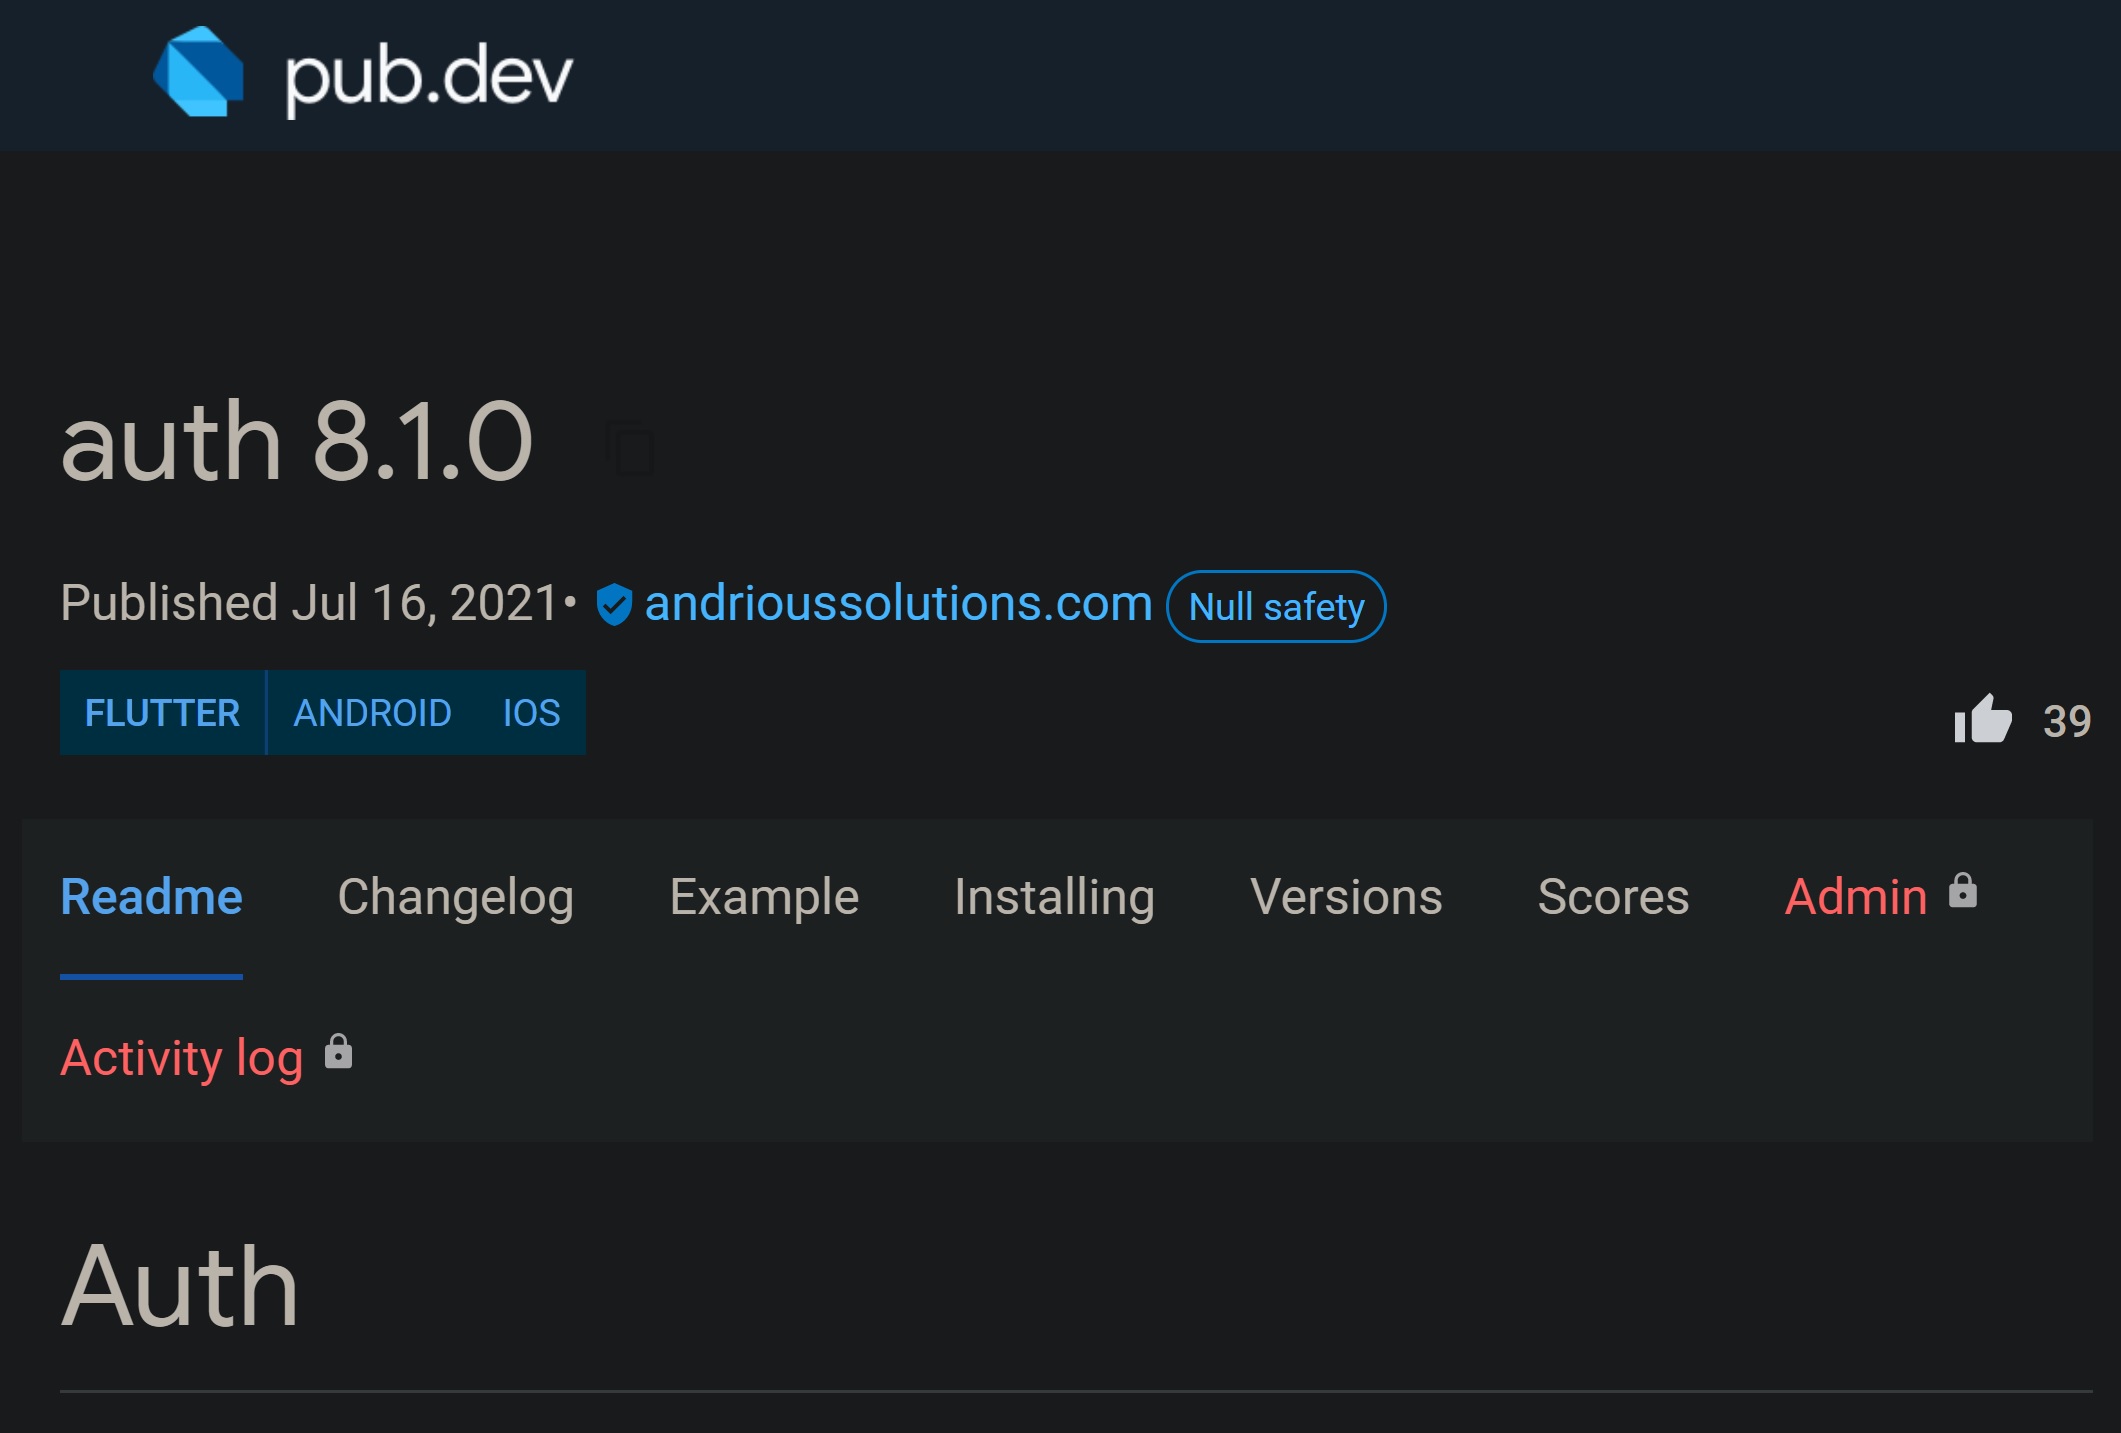 pub.dev
auth 8.1.0
Published Jul 16, 2021• andrioussolutions.com Null safety
FLUTTER ANDROID IOS 39
Readme Changelog Example Installing Versions Scores Admin
Activity log
Auth